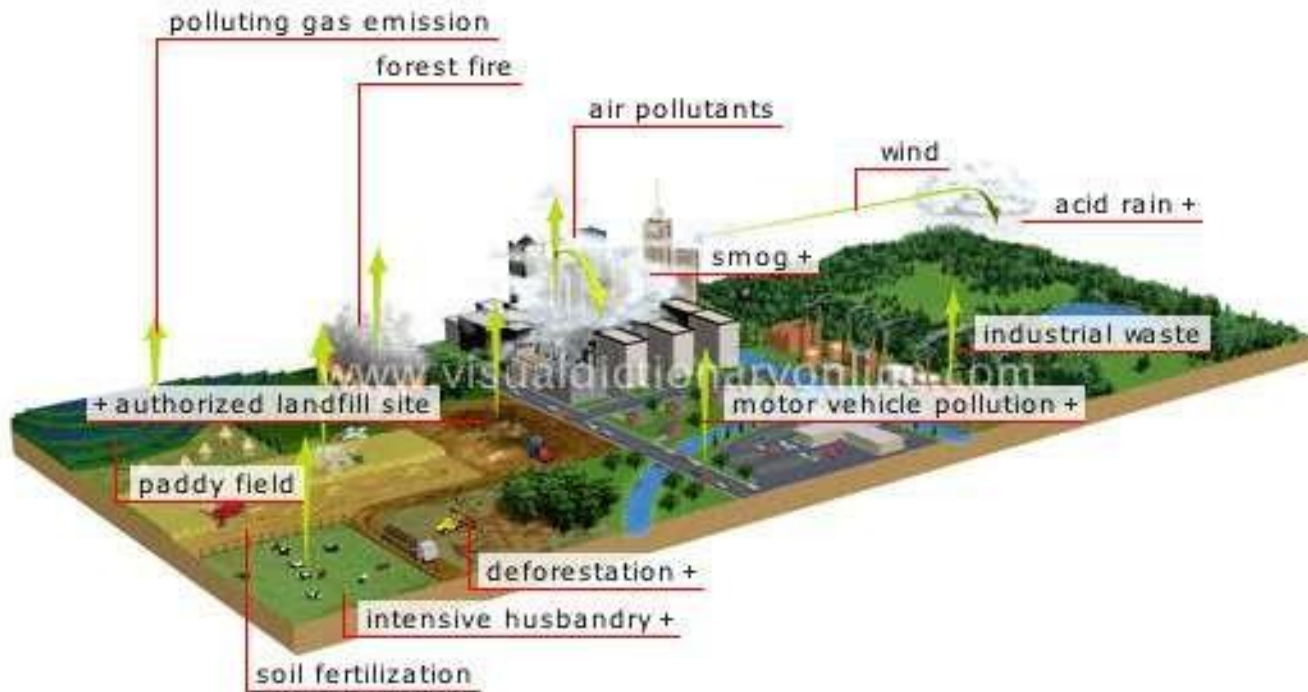 polluting gas emission
forest fire
air pollutants
wind
acid rain +
smog +
industrial waste
www.visualdictionaryonline.com
+ authorized landfill site
motor vehicle pollution +
paddy field
deforestation +
intensive husbandry +
soil fertilization